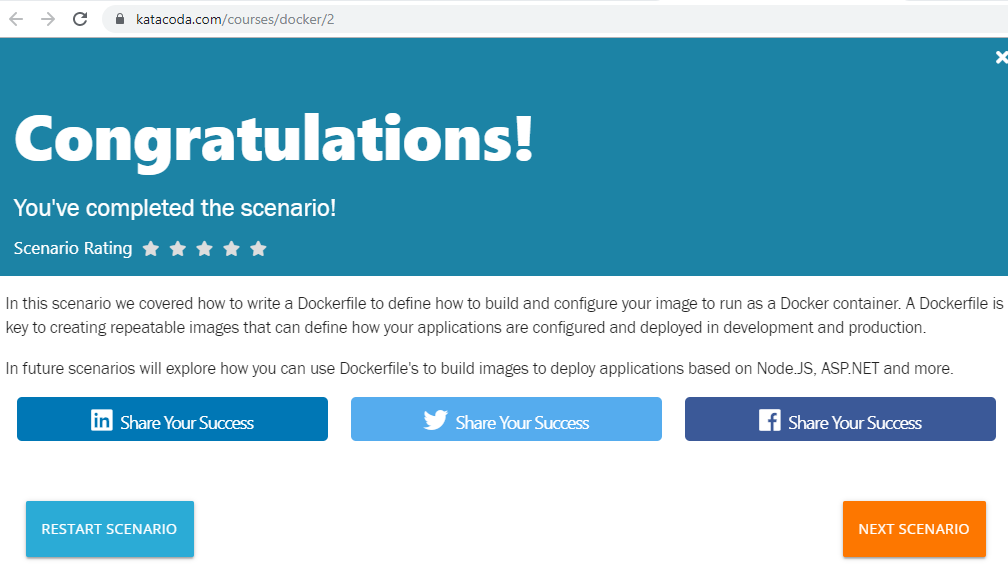 katacoda.com/courses/docker/2
Congratulations!
You've completed the scenario!
Scenario Rating
In this scenario we covered how to write a Dockerfile to define how to build and configure your image to run as a Docker container. A Dockerfile is
key to creating repeatable images that can define how your applications are configured and deployed in development and production.
In future scenarios will explore how you can use Dockerfile's to build images to deploy applications based on Node.JS, ASP.NET and more.
in Share Your Success
Share Your Success
f Share Your Success
RESTART SCENARIO
NEXT SCENARIO